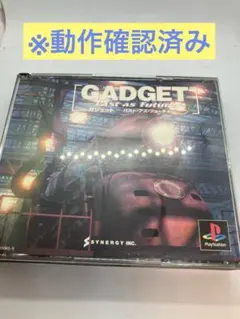 ※動作確認済み
GADGET
Past as Future
ガジェット パスト・アズ・フューチャー
SYNERGY INC.
PlayStation